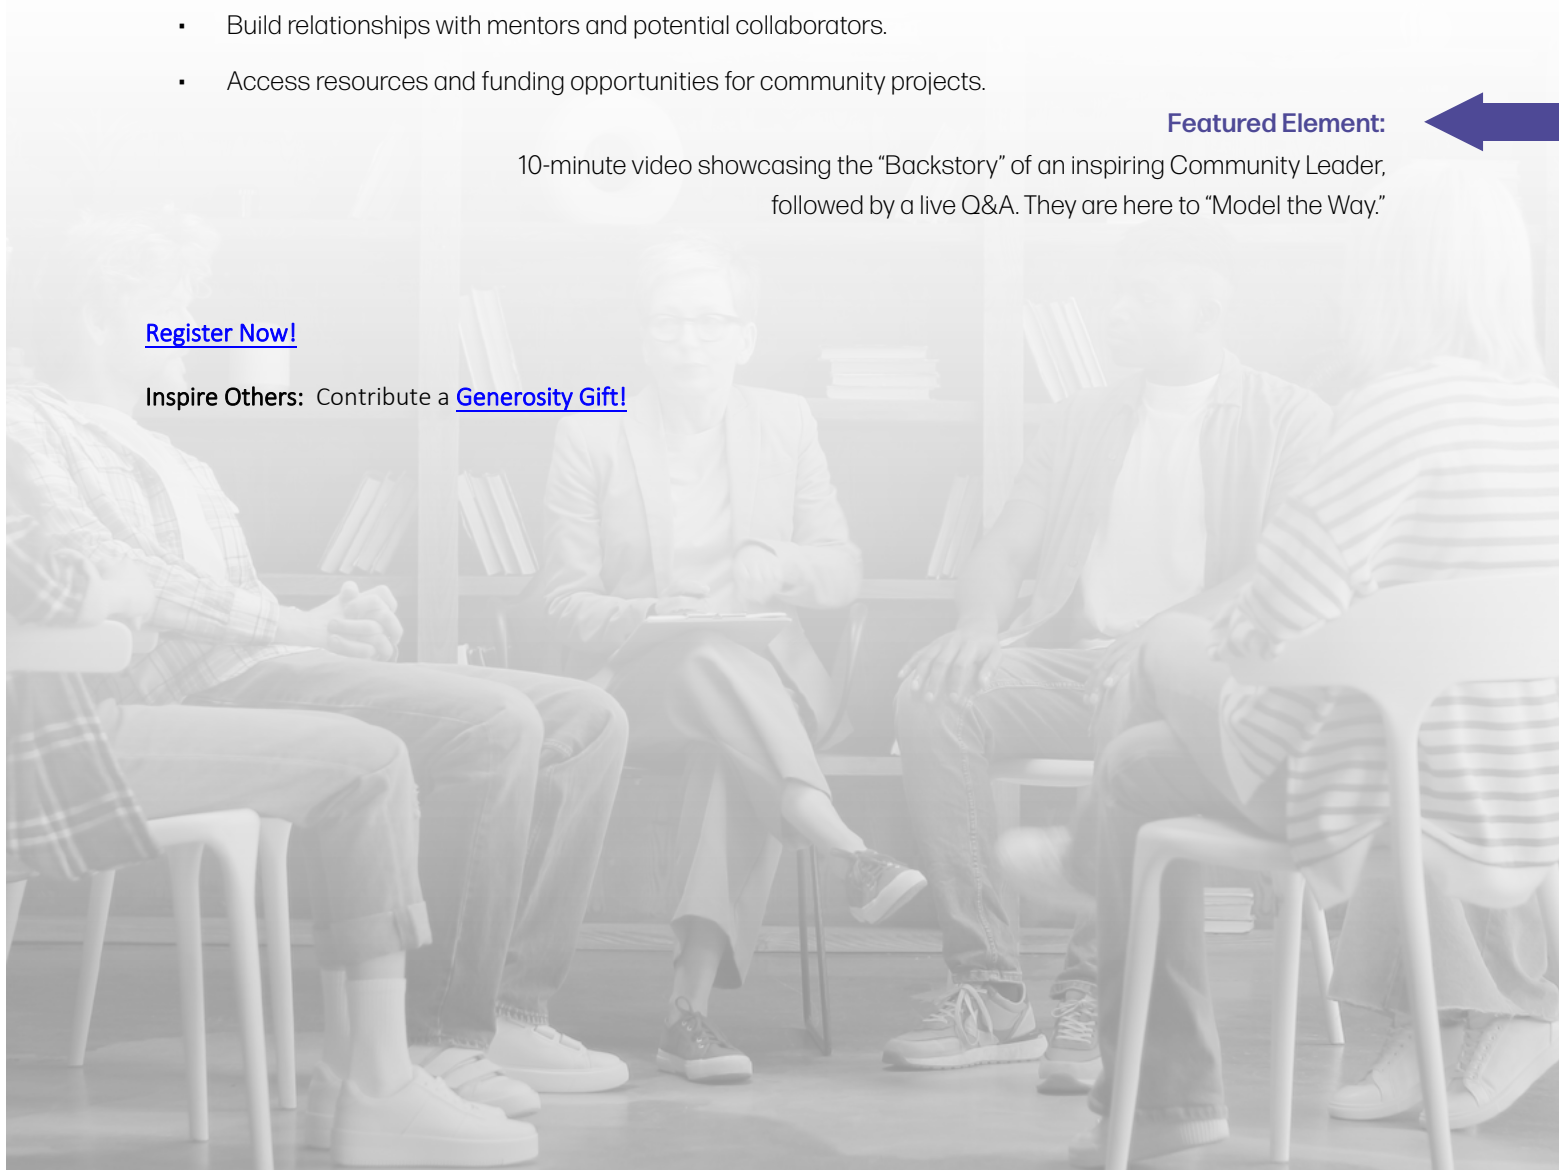 ▪ Build relationships with mentors and potential collaborators.
▪ Access resources and funding opportunities for community projects.
Featured Element:
10-minute video showcasing the “Backstory” of an inspiring Community Leader,
followed by a live Q&A. They are here to “Model the Way.”
Register Now!
Inspire Others: Contribute a Generosity Gift!